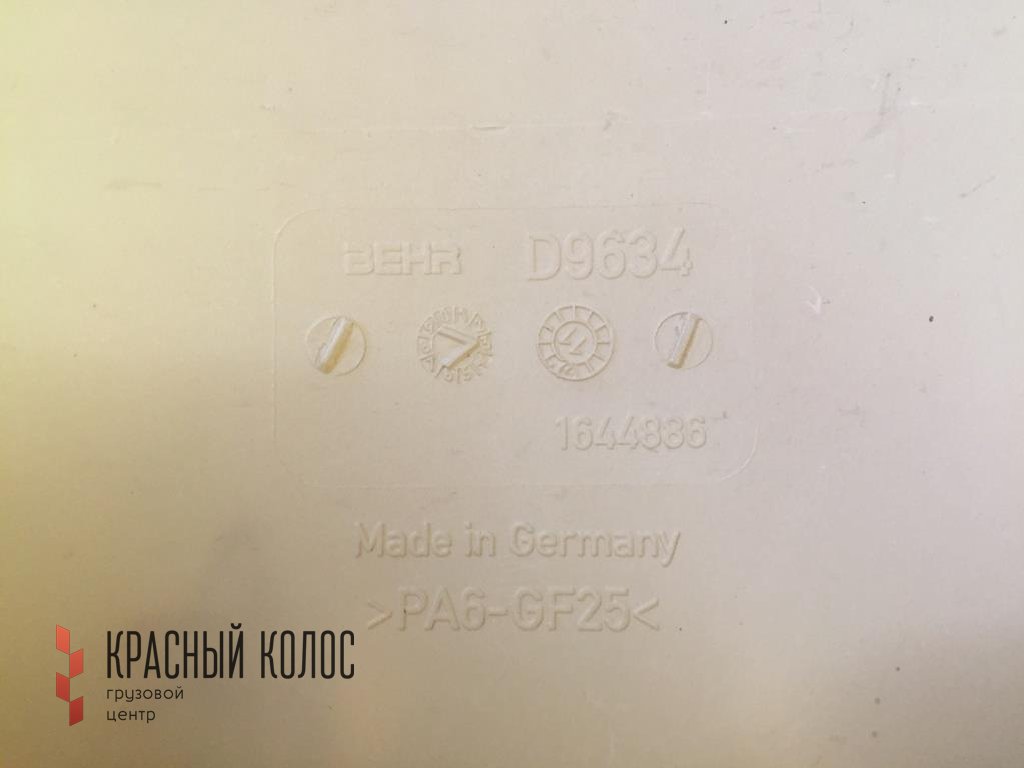 BEHR D9634
1644886
Made in Germany
>PA6-GF25<
КРАСНЫЙ КОЛОС
грузовой
центр